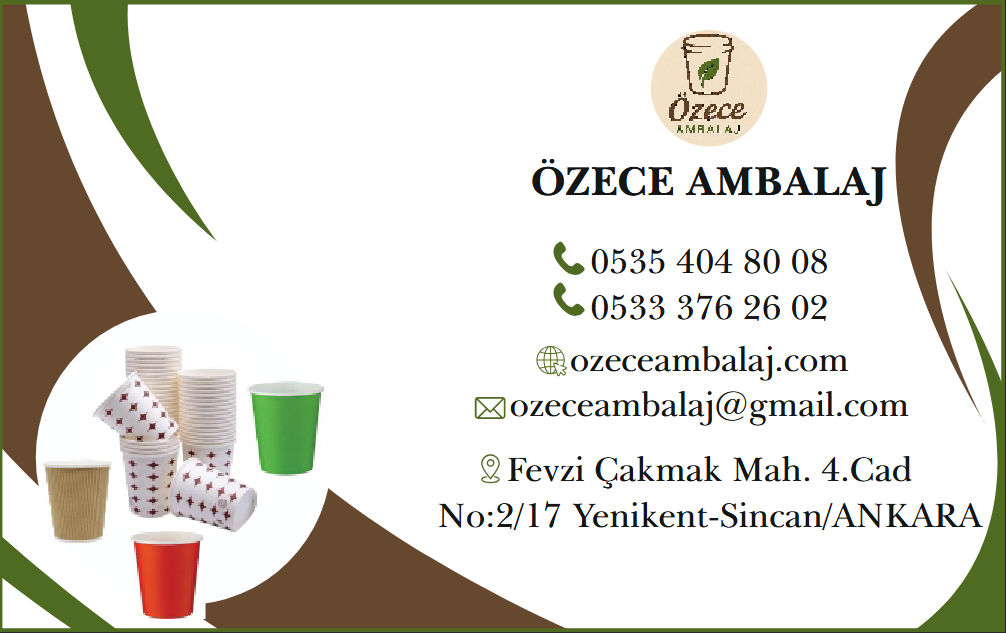 Özece
AMBALAJ
ÖZECE AMBALAJ
0535 404 80 08
0533 376 26 02
ozeceambalaj.com
ozeceambalaj@gmail.com
Fevzi Çakmak Mah. 4.Cad
No:2/17 Yenikent-Sincan/ANKARA